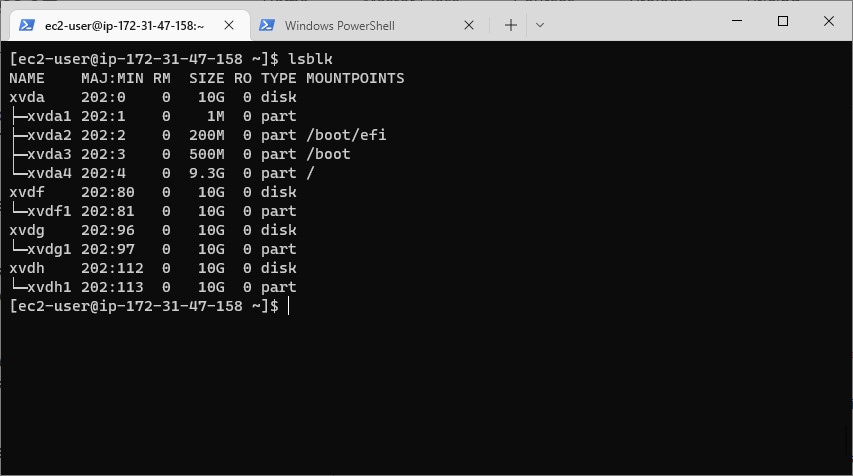 ec2-user@ip-172-31-47-158:~ Windows PowerShell
[ec2-user@ip-172-31-47-158 ~]$ lsblk
NAME    MAJ:MIN RM  SIZE RO TYPE MOUNTPOINTS
xvda    202:0    0   10G  0 disk
├─xvda1 202:1    0    1M  0 part
├─xvda2 202:2    0  200M  0 part /boot/efi
├─xvda3 202:3    0  500M  0 part /boot
└─xvda4 202:4    0  9.3G  0 part /
xvdf    202:80   0   10G  0 disk
└─xvdf1 202:81   0   10G  0 part
xvdg    202:96   0   10G  0 disk
└─xvdg1 202:97   0   10G  0 part
xvdh    202:112  0   10G  0 disk
└─xvdh1 202:113  0   10G  0 part
[ec2-user@ip-172-31-47-158 ~]$